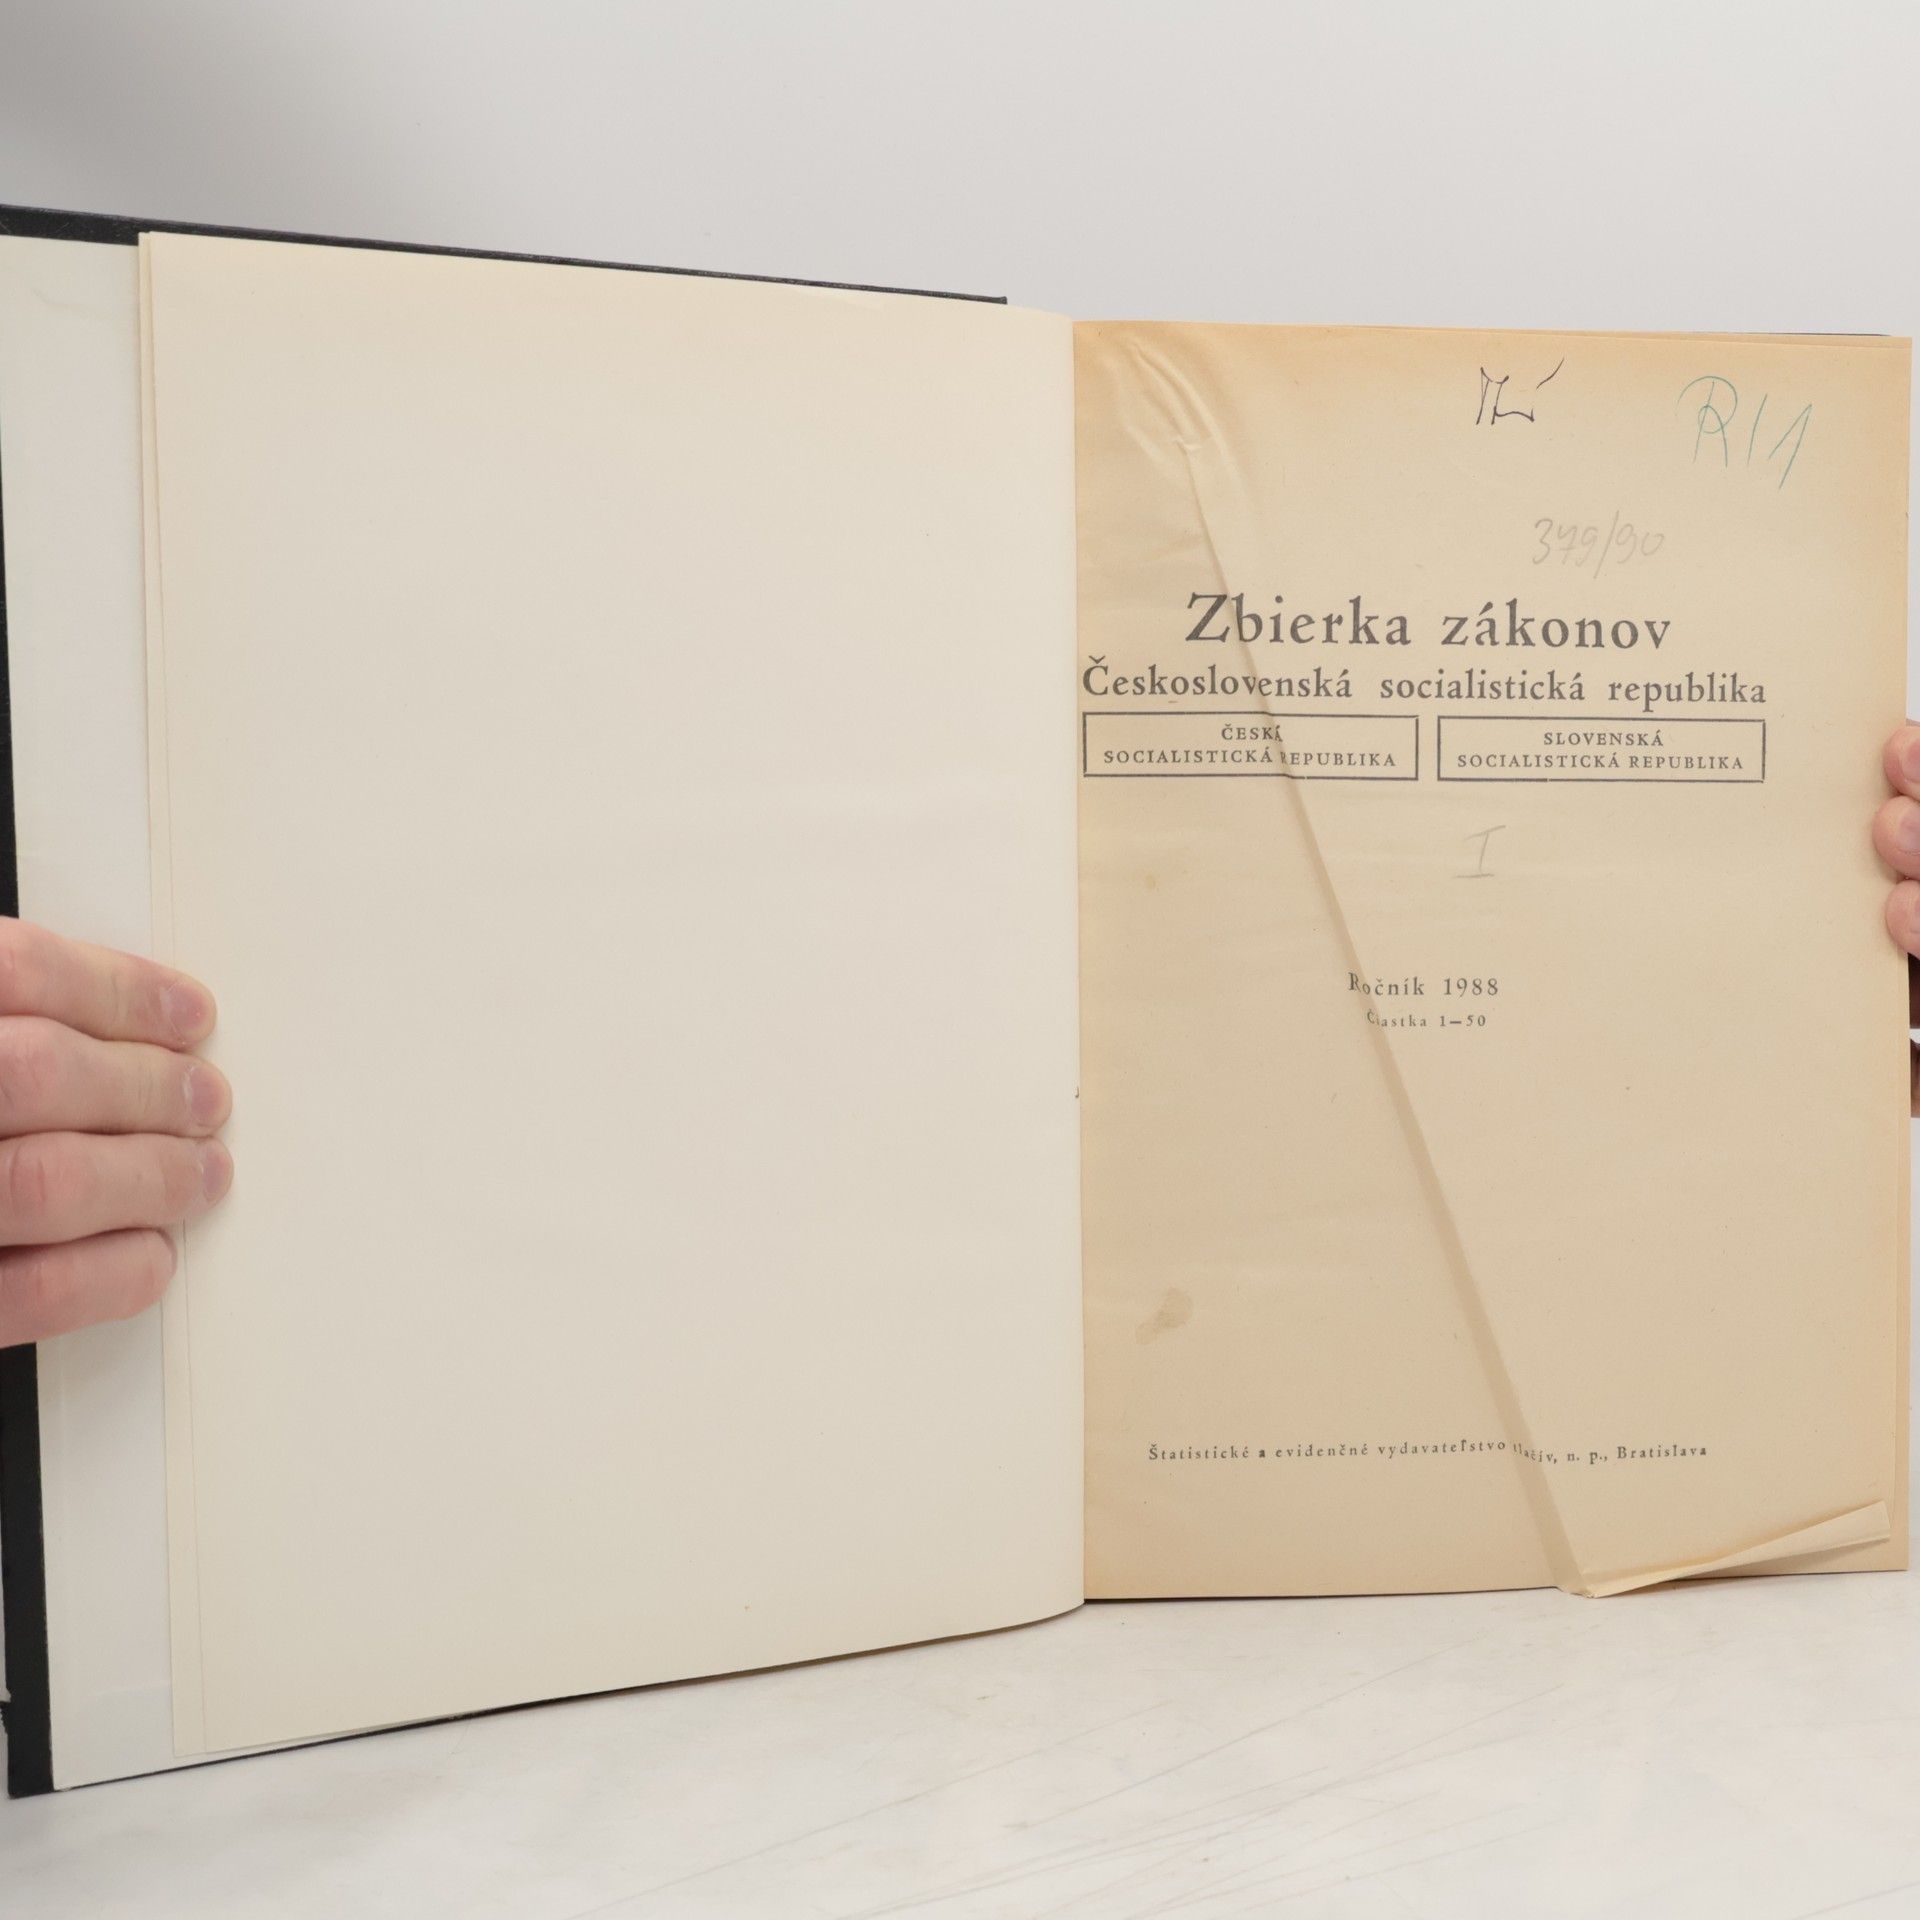 R/1
379/90
Zbierka zákonov
Československá socialistická republika
ČESKÁ
SOCIALISTICKÁ REPUBLIKA
SLOVENSKÁ
SOCIALISTICKÁ REPUBLIKA
I
Ročník 1988
Čiastka 1—50
Štatistické a evidenčné vydavateľstvo tlačív, n. p., Bratislava